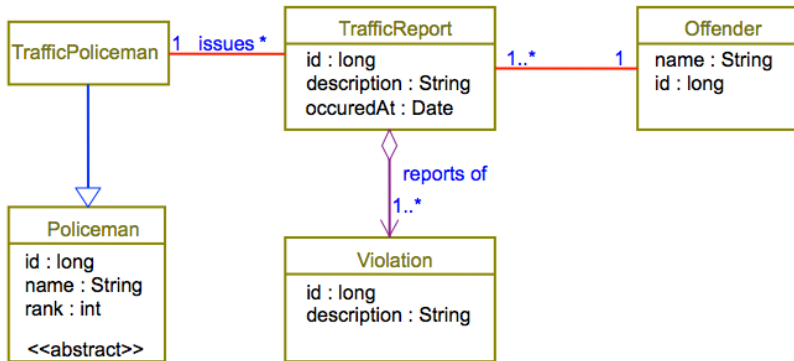 TrafficPoliceman
1 issues *
TrafficReport
id : long
description : String
occuredAt : Date
1..*
1
Offender
name : String
id : long
reports of
1..*
Policeman
id : long
name : String
rank : int
<<abstract>>
Violation
id : long
description : String